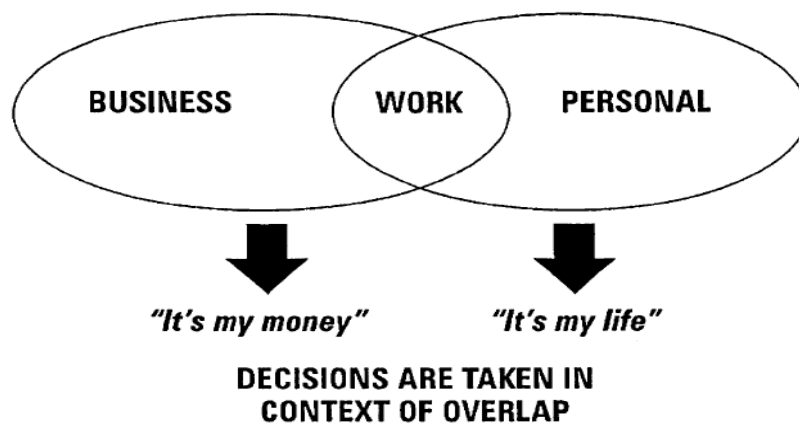 BUSINESS WORK PERSONAL
"It's my money" "It's my life"
DECISIONS ARE TAKEN IN
CONTEXT OF OVERLAP